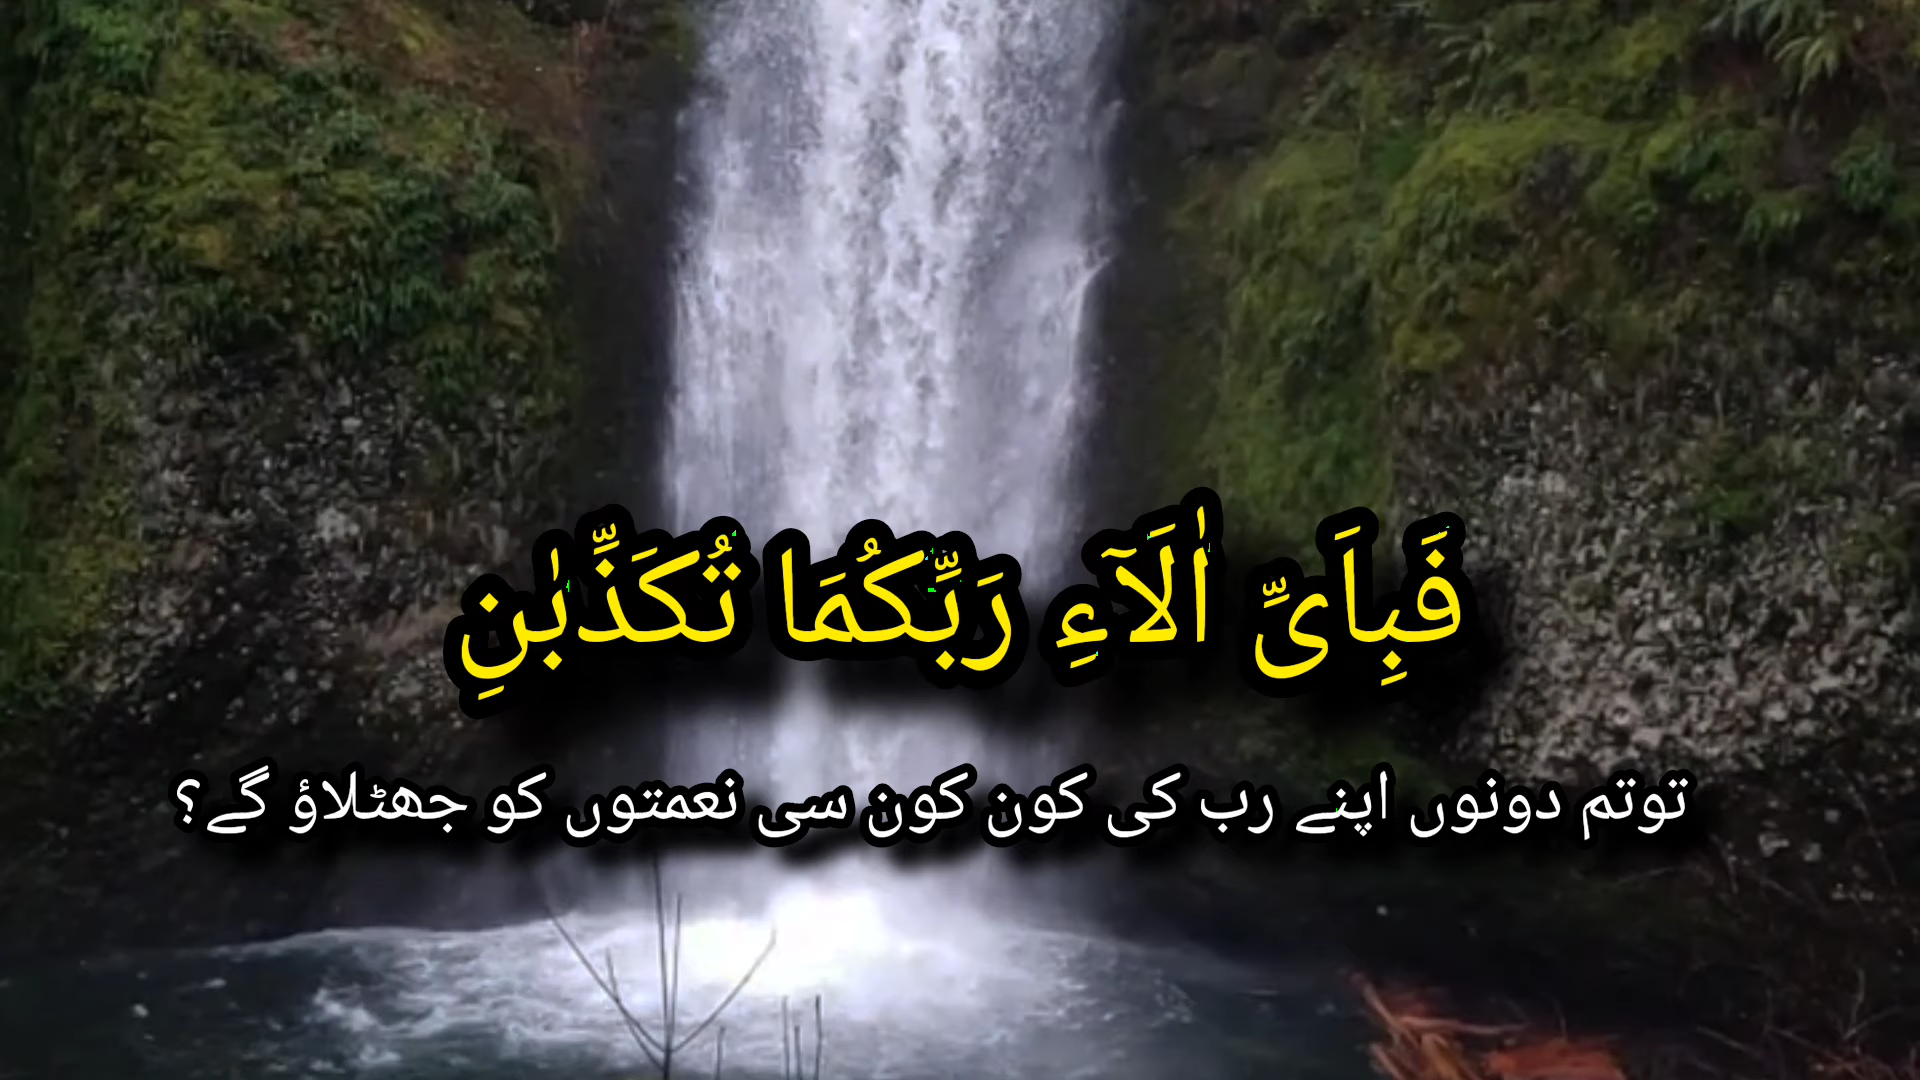 فَبِاَىِّ اٰلَآءِ رَبِّكُمَا تُكَذِّبٰنِ
توتم دونوں اپنے رب کی کون کون سی نعمتوں کو جھٹلاؤ گے؟